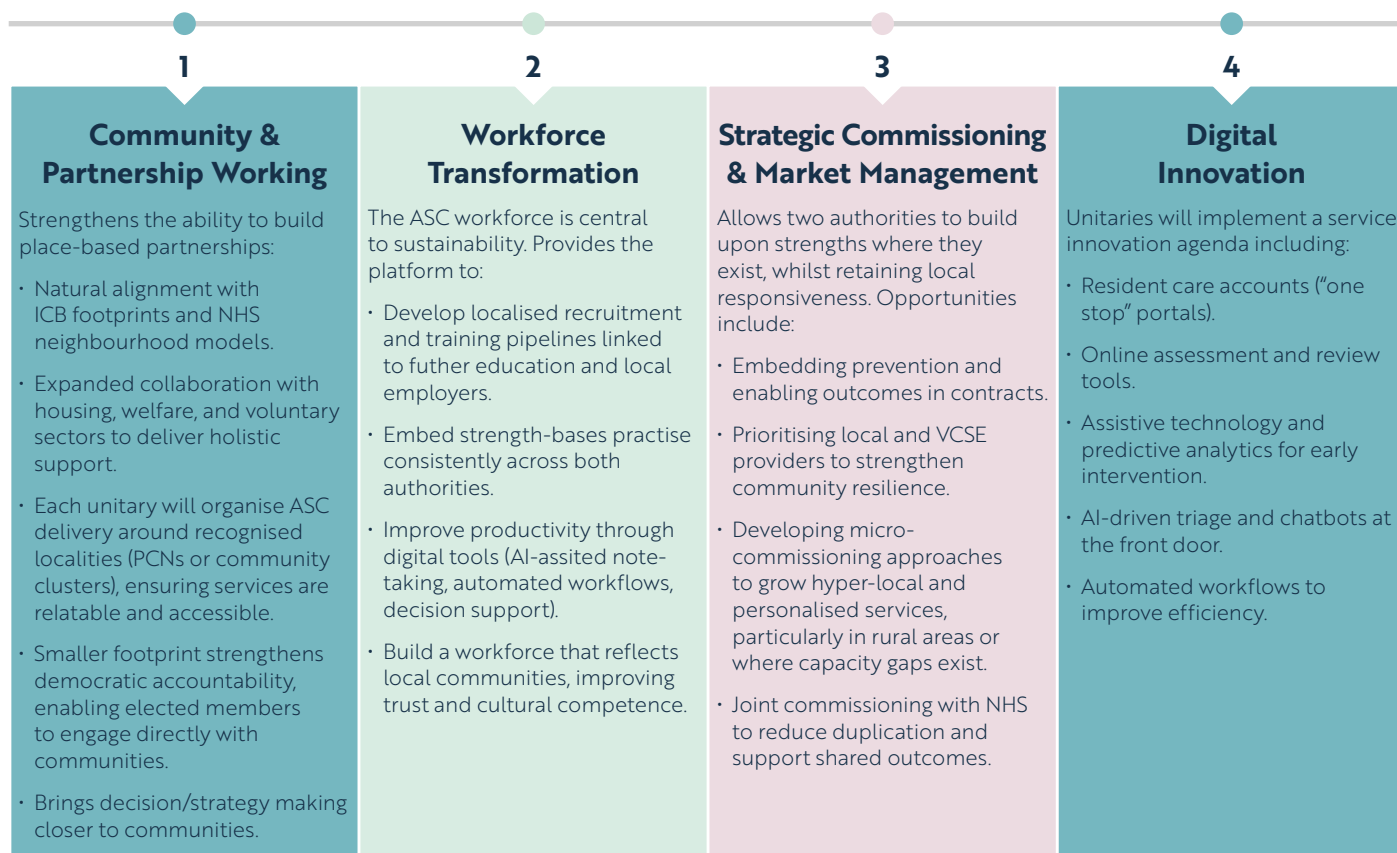 1
Community &
Partnership Working
Strengthens the ability to build
place-based partnerships:
· Natural alignment with
ICB footprints and NHS
neighbourhood models.
· Expanded collaboration with
housing, welfare, and voluntary
sectors to deliver holistic
support.
· Each unitary will organise ASC
delivery around recognised
localities (PCNs or community
clusters), ensuring services are
relatable and accessible.
· Smaller footprint strengthens
democratic accountability,
enabling elected members
to engage directly with
communities.
· Brings decision/strategy making
closer to communities.
2
Workforce
Transformation
The ASC workforce is central
to sustainability. Provides the
platform to:
· Develop localised recruitment
and training pipelines linked
to futher education and local
employers.
· Embed strength-bases practise
consistently across both
authorities.
· Improve productivity through
digital tools (AI-assited note-
taking, automated workflows,
decision support).
· Build a workforce that reflects
local communities, improving
trust and cultural competence.
3
Strategic Commissioning
& Market Management
Allows two authorities to build
upon strengths where they
exist, whilst retaining local
responsiveness. Opportunities
include:
· Embedding prevention and
enabling outcomes in contracts.
· Prioritising local and VCSE
providers to strengthen
community resilience.
· Developing micro-
commissioning approaches
to grow hyper-local and
personalised services,
particularly in rural areas or
where capacity gaps exist.
· Joint commissioning with NHS
to reduce duplication and
support shared outcomes.
4
Digital
Innovation
Unitaries will implement a service
innovation agenda including:
· Resident care accounts (“one
stop” portals).
· Online assessment and review
tools.
· Assistive technology and
predictive analytics for early
intervention.
· AI-driven triage and chatbots at
the front door.
· Automated workflows to
improve efficiency.